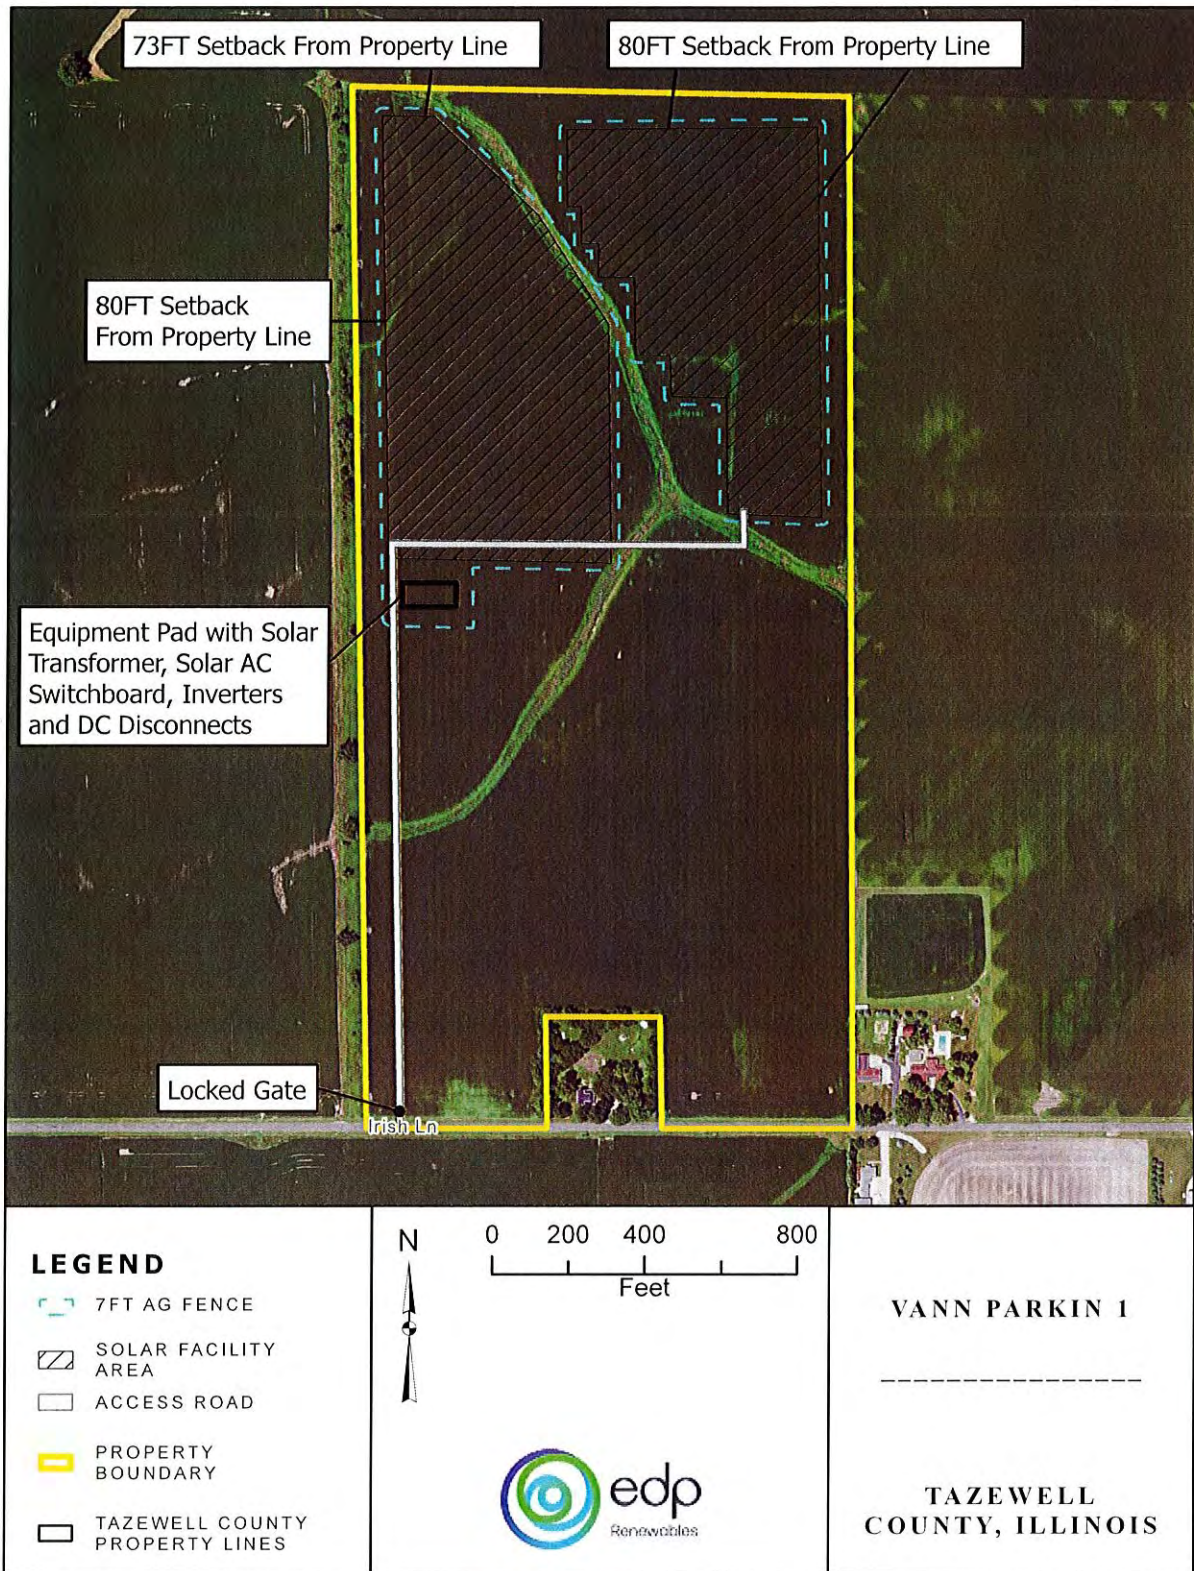 73FT Setback From Property Line
80FT Setback From Property Line
80FT Setback
From Property Line
Equipment Pad with Solar
Transformer, Solar AC
Switchboard, Inverters
and DC Disconnects
Locked Gate
Irish Ln
LEGEND
7FT AG FENCE
SOLAR FACILITY
AREA
ACCESS ROAD
PROPERTY
BOUNDARY
TAZEWELL COUNTY
PROPERTY LINES
N
0 200 400 800
Feet
edp
Renewables
VANN PARKIN 1
TAZEWELL
COUNTY, ILLINOIS